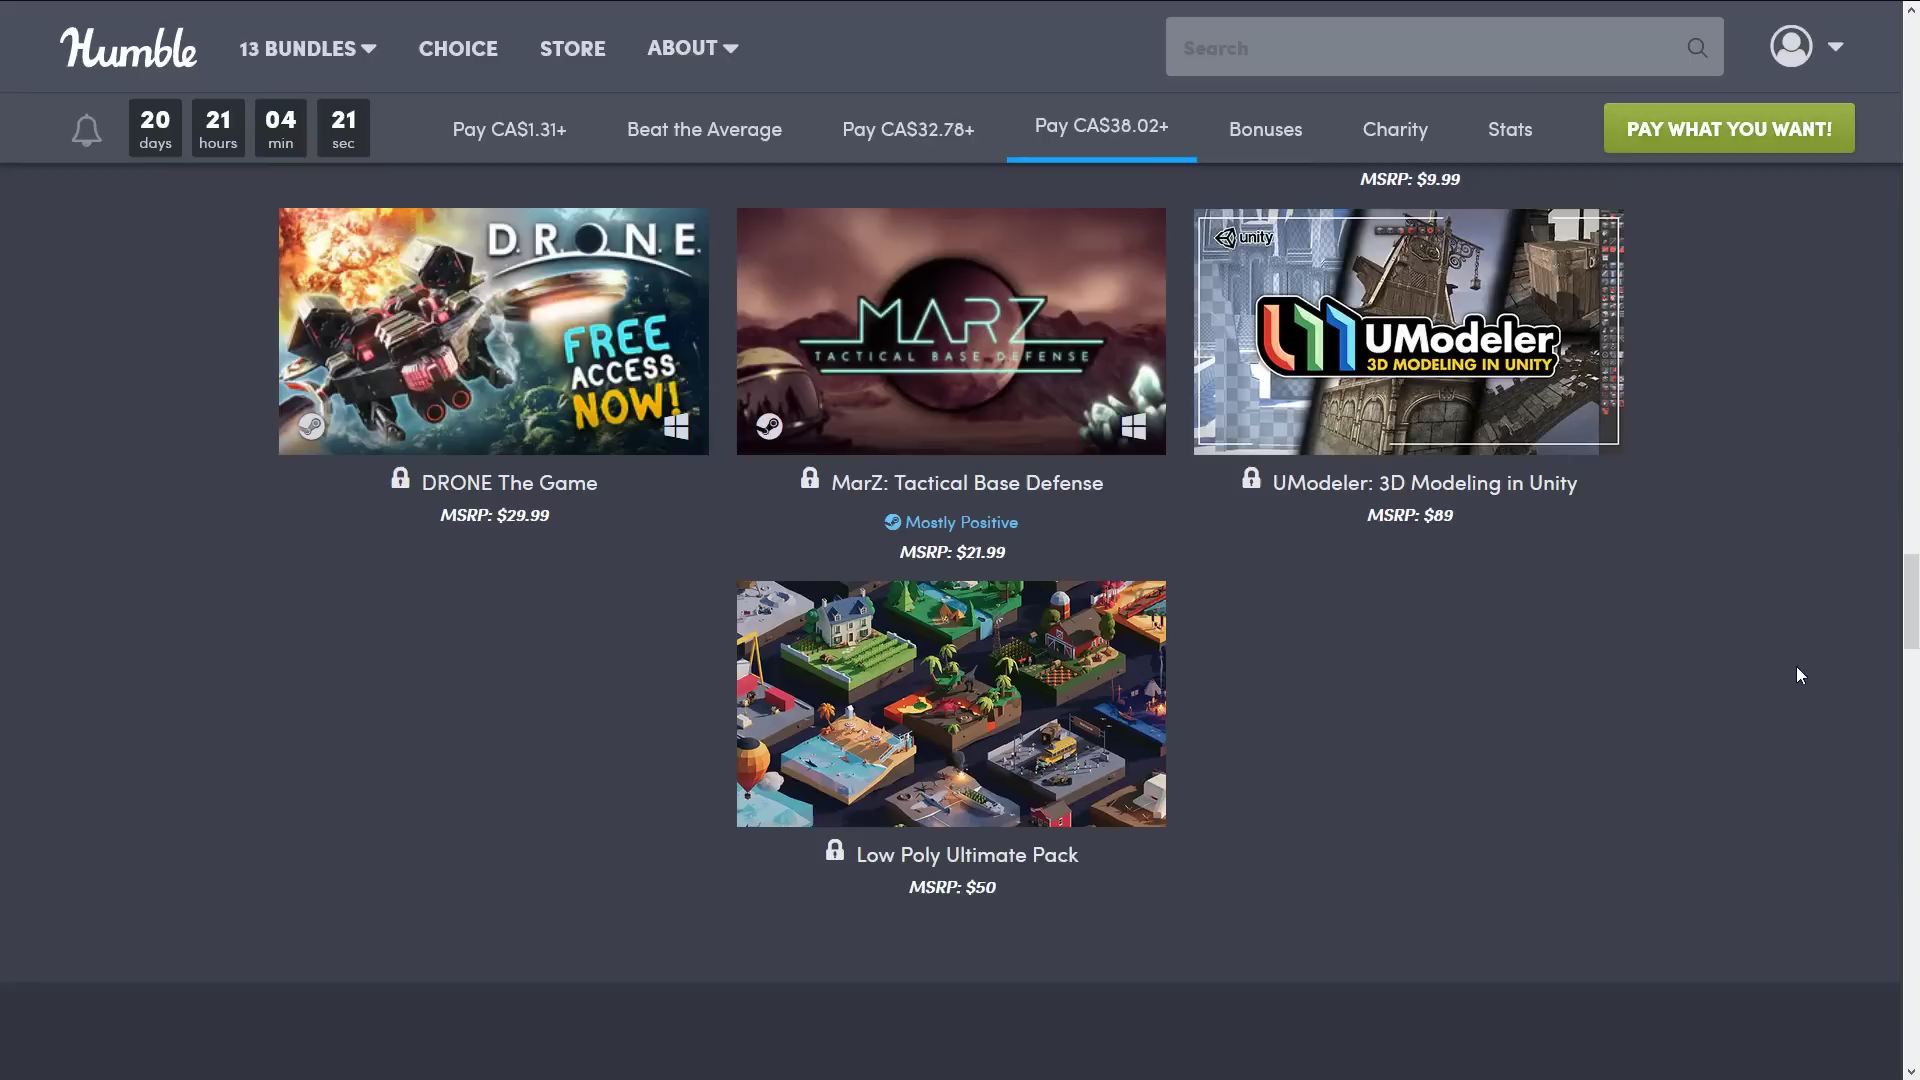 Humble
13 BUNDLES
CHOICE
STORE
ABOUT
Search
20
days
21
hours
04
min
21
sec
Pay CA$1.31+
Beat the Average
Pay CA$32.78+
Pay CA$38.02+
Bonuses
Charity
Stats
PAY WHAT YOU WANT!
MSRP: $9.99
D.R.O.N.E.
FREE
ACCESS
NOW!
DRONE The Game
MSRP: $29.99
MARZ
TACTICAL BASE DEFENSE
MarZ: Tactical Base Defense
Mostly Positive
MSRP: $21.99
unity
UModeler
3D MODELING IN UNITY
UModeler: 3D Modeling in Unity
MSRP: $89
Low Poly Ultimate Pack
MSRP: $50